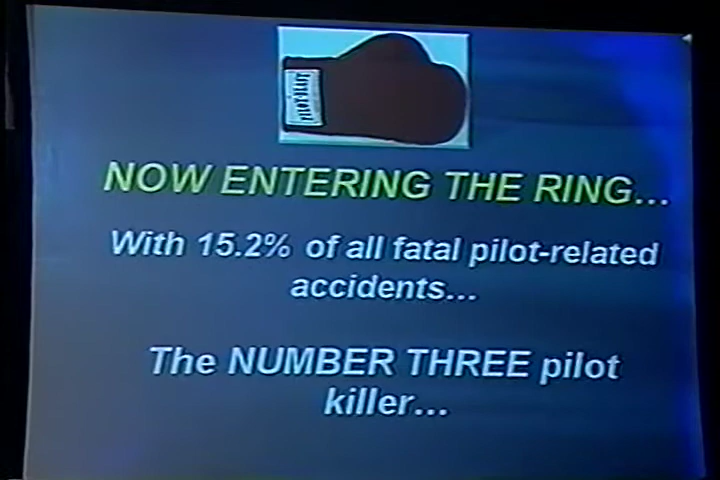 NOW ENTERING THE RING...
With 15.2% of all fatal pilot-related
accidents...
The NUMBER THREE pilot
killer...